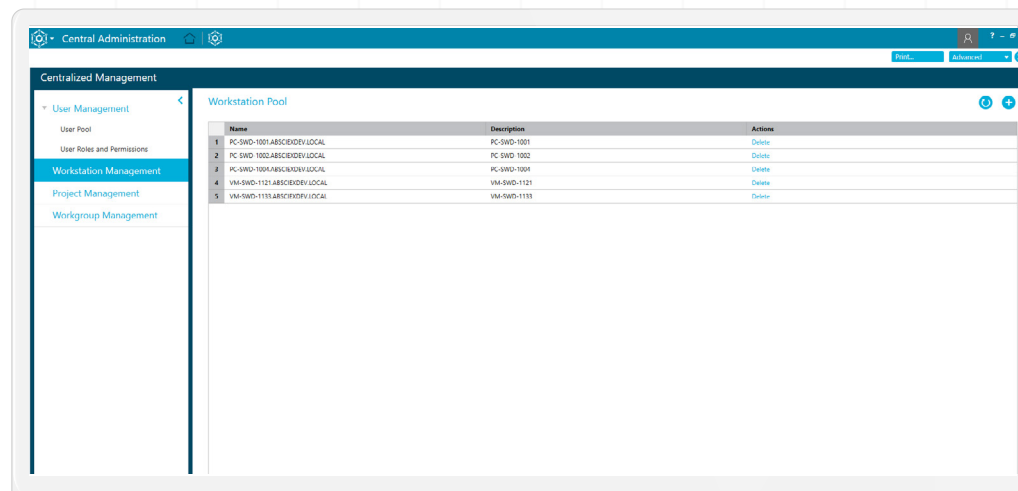 Central Administration
?
Print...
Advanced
Centralized Management
User Management
User Pool
User Roles and Permissions
Workstation Management
Project Management
Workgroup Management
Workstation Pool
Name Description Actions
1 PC-SWD-1001.ABSCIEXDEV.LOCAL PC-SWD-1001 Delete
2 PC-SWD-1002.ABSCIEXDEV.LOCAL PC-SWD-1002 Delete
3 PC-SWD-1004.ABSCIEXDEV.LOCAL PC-SWD-1004 Delete
4 VM-SWD-1121.ABSCIEXDEV.LOCAL VM-SWD-1121 Delete
5 VM-SWD-1133.ABSCIEXDEV.LOCAL VM-SWD-1133 Delete